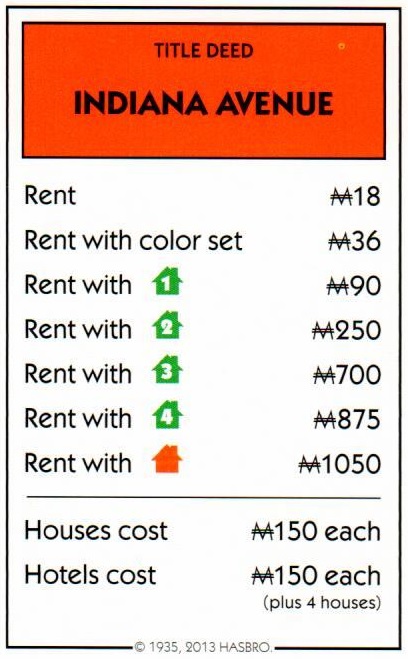 TITLE DEED
INDIANA AVENUE
Rent ₩18
Rent with color set ₩36
Rent with 1 ₩90
Rent with 2 ₩250
Rent with 3 ₩700
Rent with 4 ₩875
Rent with ₩1050
Houses cost ₩150 each
Hotels cost ₩150 each
(plus 4 houses)
© 1935, 2013 HASBRO.